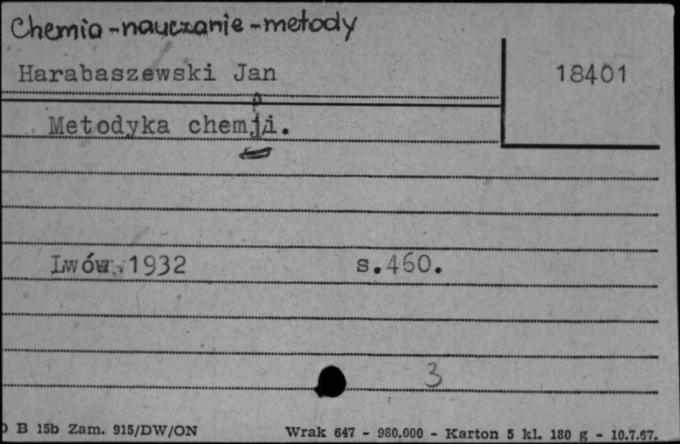 Chemia-nauczanie-metody
Harabaszewski Jan 18401
Metodyka chemji.
Lwów 1932 s.460.
3
D B 15b Zam. 915/DW/ON Wrak 647 - 980.000 - Karton 5 kl. 180 g - 10.7.67.